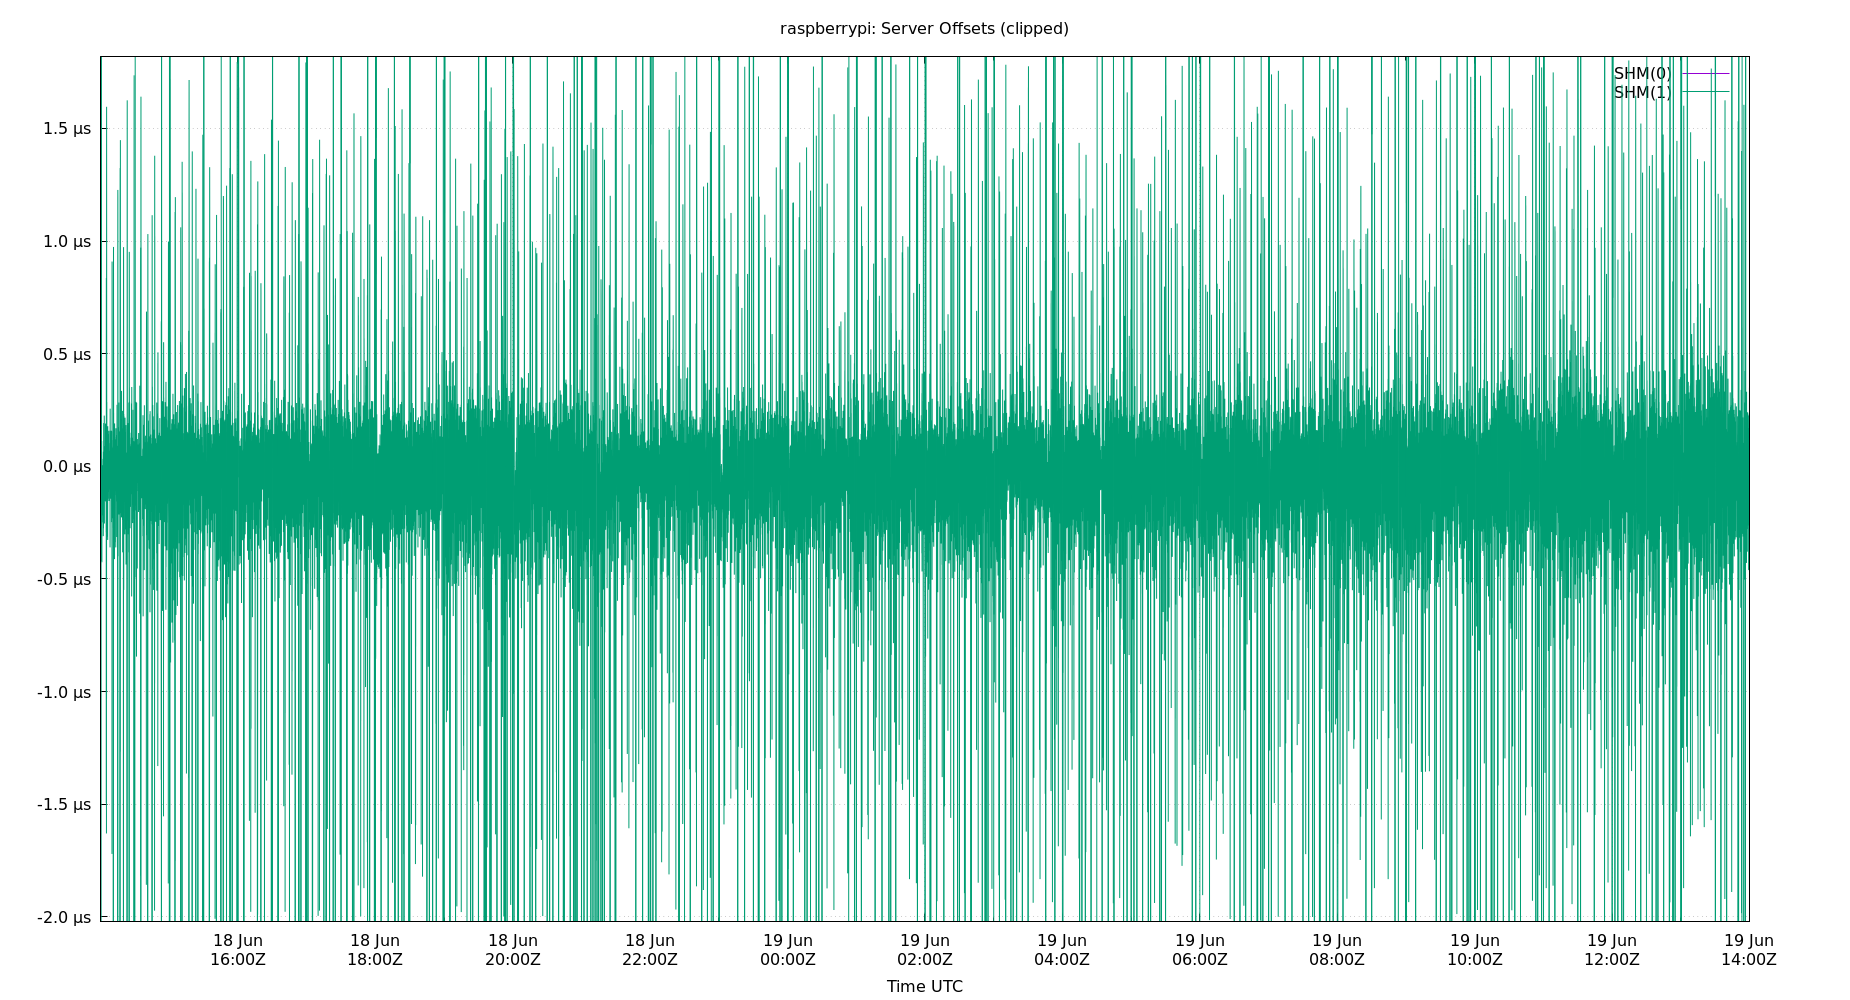 raspberrypi: Server Offsets (clipped)
SHM(0)
SHM(1)
1.5 µs
1.0 µs
0.5 µs
0.0 µs
-0.5 µs
-1.0 µs
-1.5 µs
-2.0 µs
18 Jun 18 Jun 18 Jun 18 Jun 19 Jun 19 Jun 19 Jun 19 Jun 19 Jun 19 Jun 19 Jun 19 Jun
16:00Z 18:00Z 20:00Z 22:00Z 00:00Z 02:00Z 04:00Z 06:00Z 08:00Z 10:00Z 12:00Z 14:00Z
Time UTC